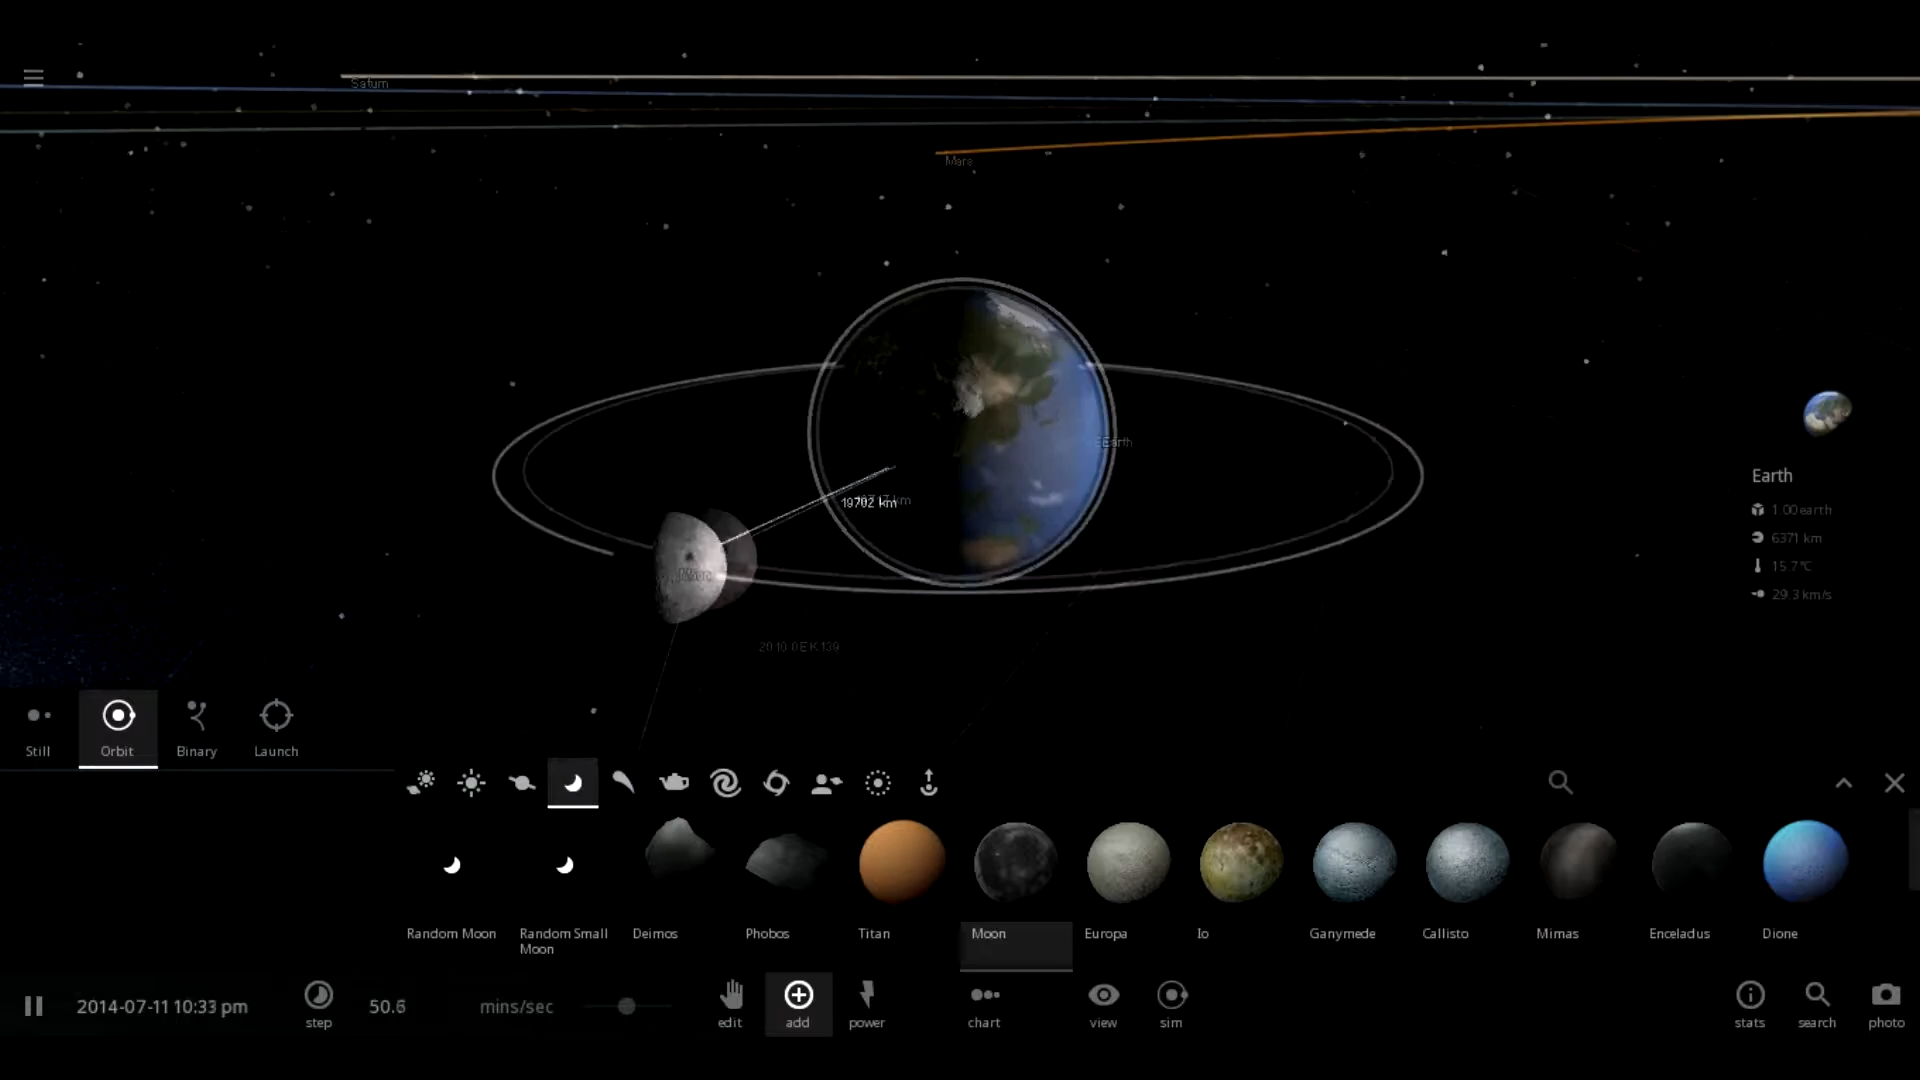 Saturn
Mars
Earth
19702 km
Moon
Earth
1.00 earth
6371 km
15.7°C
29.3 km/s
Still
Orbit
Binary
Launch
Random Moon
Random Small
Moon
Deimos
Phobos
Titan
Moon
Europa
Io
Ganymede
Callisto
Mimas
Enceladus
Dione
2014-07-11 10:33 pm
step
50.6
mins/sec
edit
add
power
chart
view
sim
stats
search
photo